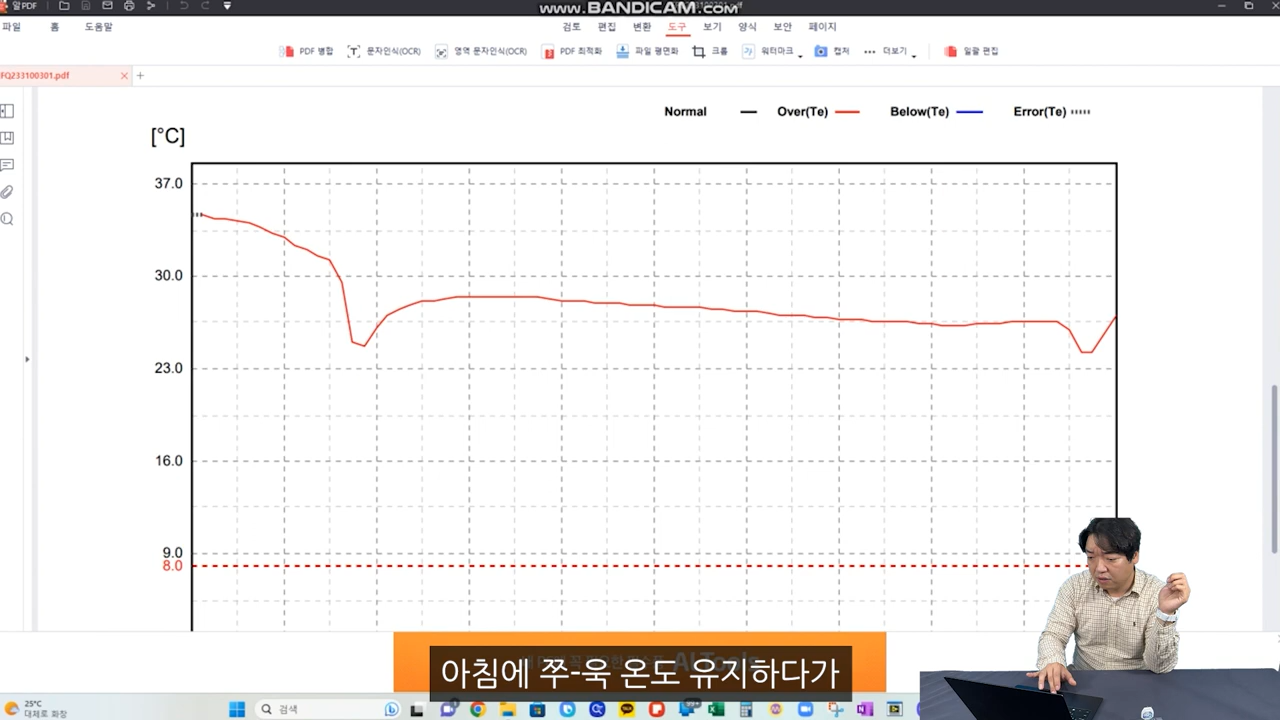 알PDF
www.BANDICAM.com
파일 홈 도움말 검토 편집 변환 도구 보기 양식 보안 페이지
PDF 병합 문자인식(OCR) 영역 문자인식(OCR) PDF 최적화 파일 평면화 크롭 워터마크 캡처 더보기 일괄 편집
FQ233100301.pdf
Normal Over(Te) Below(Te) Error(Te)
[°C]
37.0
30.0
23.0
16.0
9.0
8.0
아침에 쭈-욱 온도 유지하다가
25°C
대체로 화창
검색
99+